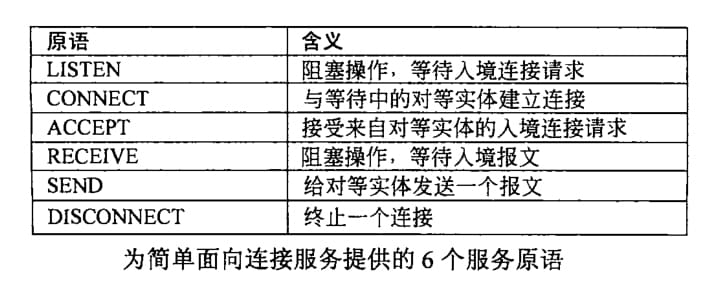 原语 含义
LISTEN 阻塞操作，等待入境连接请求
CONNECT 与等待中的对等实体建立连接
ACCEPT 接受来自对等实体的入境连接请求
RECEIVE 阻塞操作，等待入境报文
SEND 给对等实体发送一个报文
DISCONNECT 终止一个连接
为简单面向连接服务提供的 6 个服务原语